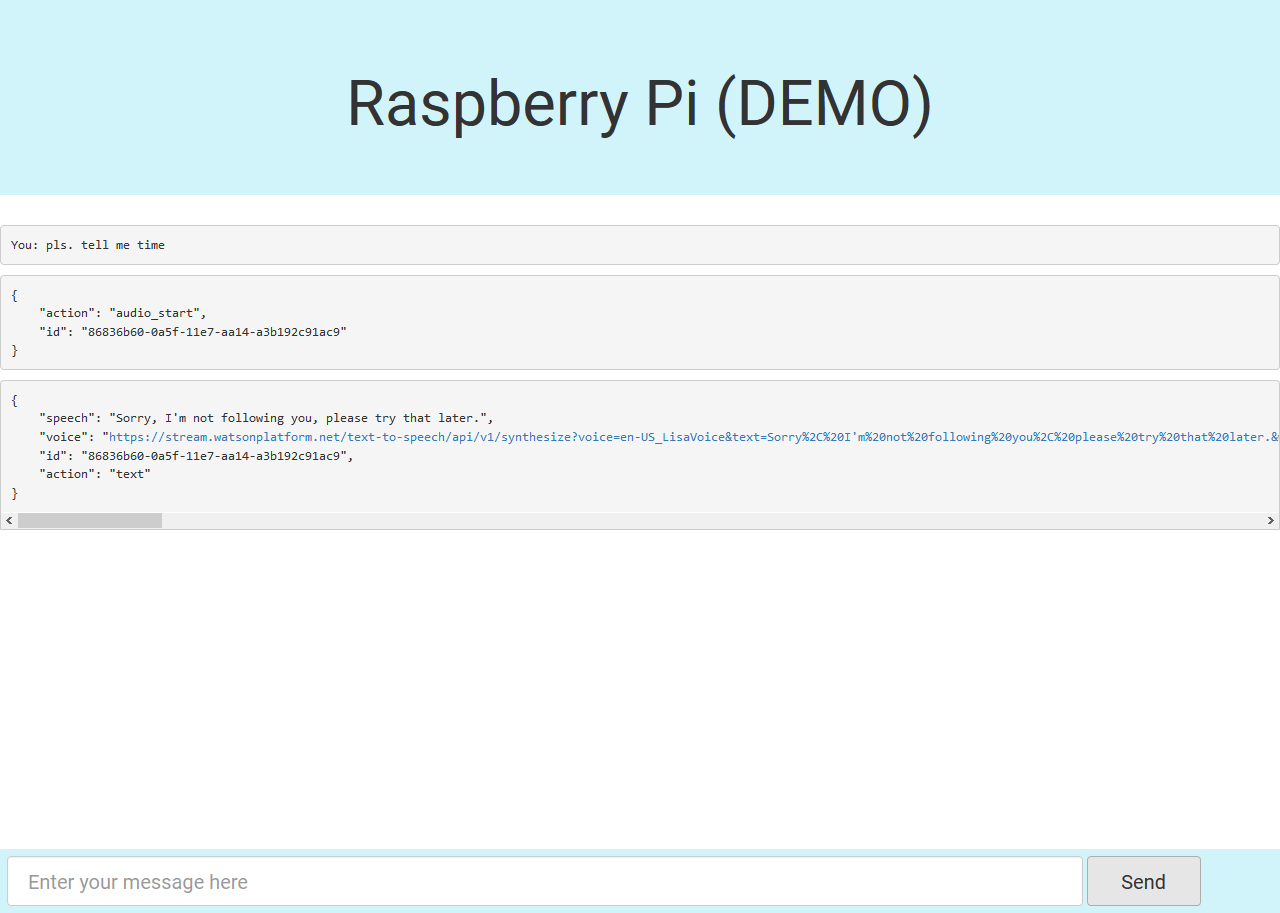 Raspberry Pi (DEMO)
You: pls. tell me time
{
    "action": "audio_start",
    "id": "86836b60-0a5f-11e7-aa14-a3b192c91ac9"
}
{
    "speech": "Sorry, I'm not following you, please try that later.",
    "voice": "https://stream.watsonplatform.net/text-to-speech/api/v1/synthesize?voice=en-US_LisaVoice&text=Sorry%2C%20I'm%20not%20following%20you%2C%20please%20try%20that%20later.&
    "id": "86836b60-0a5f-11e7-aa14-a3b192c91ac9",
    "action": "text"
}
Enter your message here
Send